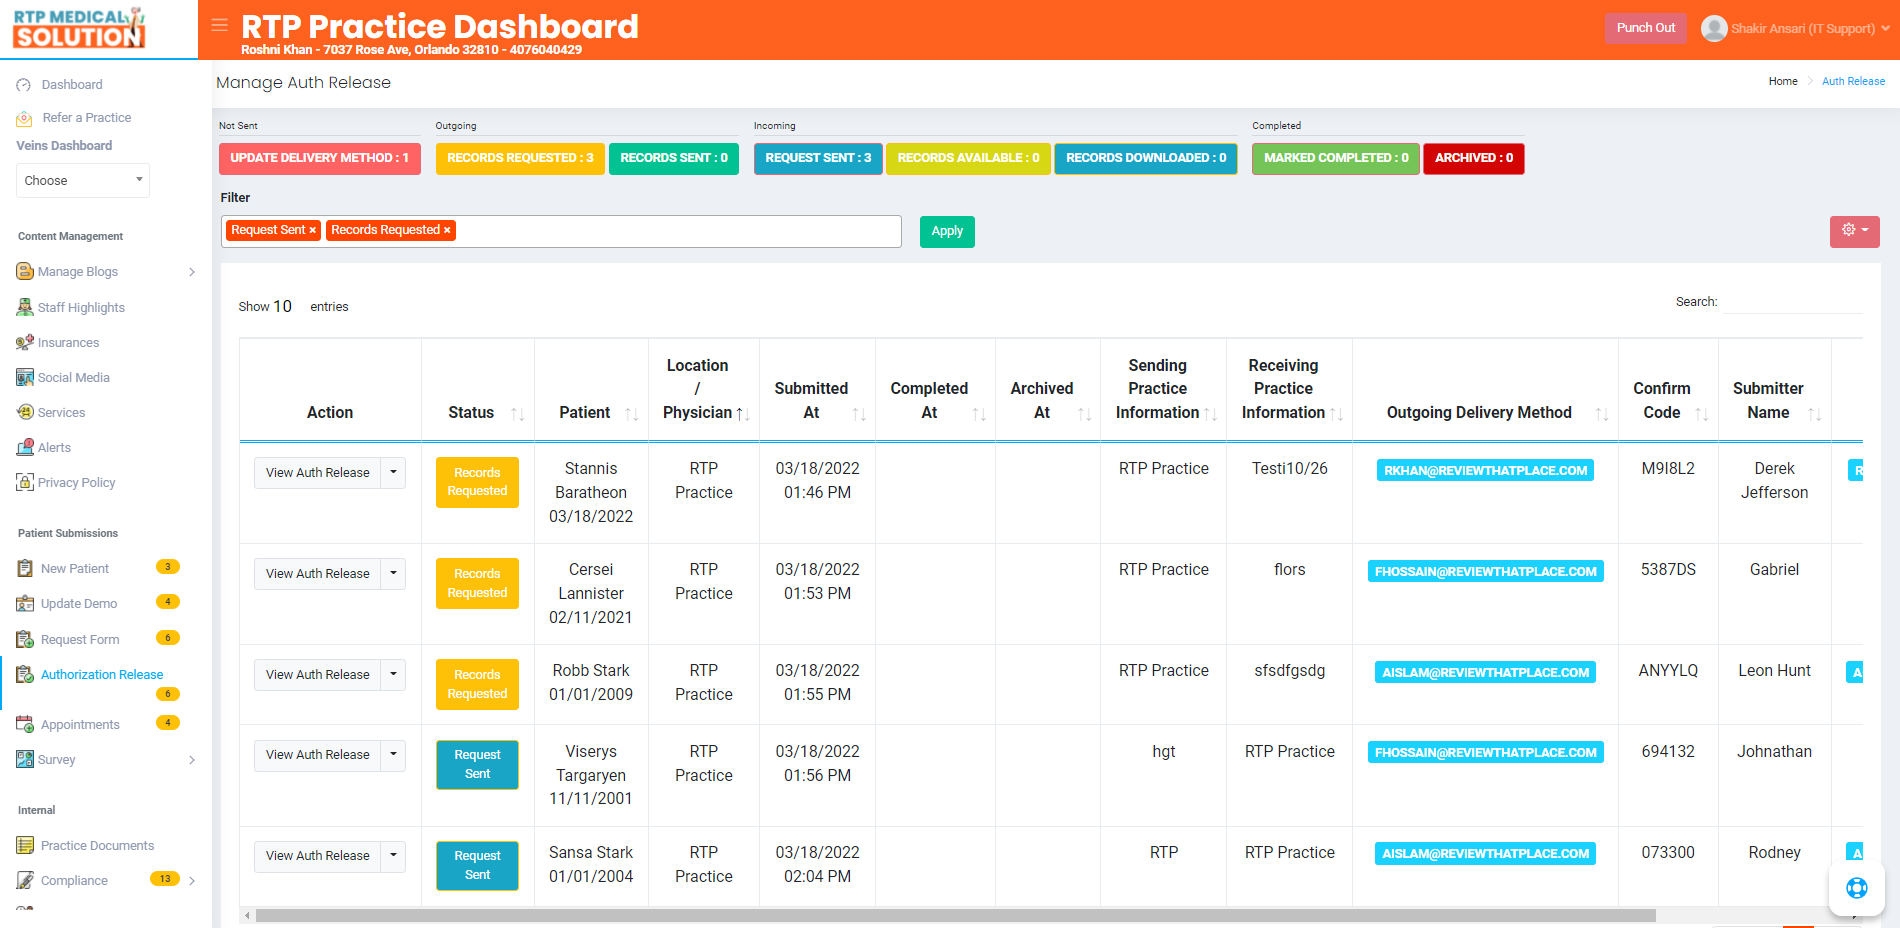 RTP MEDICAL
SOLUTION
RTP Practice Dashboard
Roshni Khan - 7037 Rose Ave, Orlando 32810 - 4076040429
Punch Out
Shakir Ansari (IT Support)
Dashboard
Refer a Practice
Veins Dashboard
Choose
Content Management
Manage Blogs
Staff Highlights
Insurances
Social Media
Services
Alerts
Privacy Policy
Patient Submissions
New Patient 3
Update Demo 4
Request Form 6
Authorization Release
6
Appointments 4
Survey
Internal
Practice Documents
Compliance 13
Manage Auth Release
Home Auth Release
Not Sent Outgoing Incoming Completed
UPDATE DELIVERY METHOD : 1 RECORDS REQUESTED : 3 RECORDS SENT : 0 REQUEST SENT : 3 RECORDS AVAILABLE : 0 RECORDS DOWNLOADED : 0 MARKED COMPLETED : 0 ARCHIVED : 0
Filter
Request Sent × Records Requested × Apply
Show 10 entries Search:
Location
/
Physician
Sending
Practice
Information
Receiving
Practice
Information
Submitted
At
Completed
At
Archived
At
Confirm
Code
Submitter
Name
Action Status Patient Outgoing Delivery Method
View Auth Release
Records
Requested
Stannis
Baratheon
03/18/2022
RTP
Practice
03/18/2022
01:46 PM
RTP Practice
Testi10/26
RKHAN@REVIEWTHATPLACE.COM
M9I8L2
Derek
Jefferson
R
View Auth Release
Records
Requested
Cersei
Lannister
02/11/2021
RTP
Practice
03/18/2022
01:53 PM
RTP Practice
flors
FHOSSAIN@REVIEWTHATPLACE.COM
5387DS
Gabriel
View Auth Release
Records
Requested
Robb Stark
01/01/2009
RTP
Practice
03/18/2022
01:55 PM
RTP Practice
sfsdfgsdg
AISLAM@REVIEWTHATPLACE.COM
ANYYLQ
Leon Hunt
A
View Auth Release
Request
Sent
Viserys
Targaryen
11/11/2001
RTP
Practice
03/18/2022
01:56 PM
hgt
RTP Practice
FHOSSAIN@REVIEWTHATPLACE.COM
694132
Johnathan
View Auth Release
Request
Sent
Sansa Stark
01/01/2004
RTP
Practice
03/18/2022
02:04 PM
RTP
RTP Practice
AISLAM@REVIEWTHATPLACE.COM
073300
Rodney
A